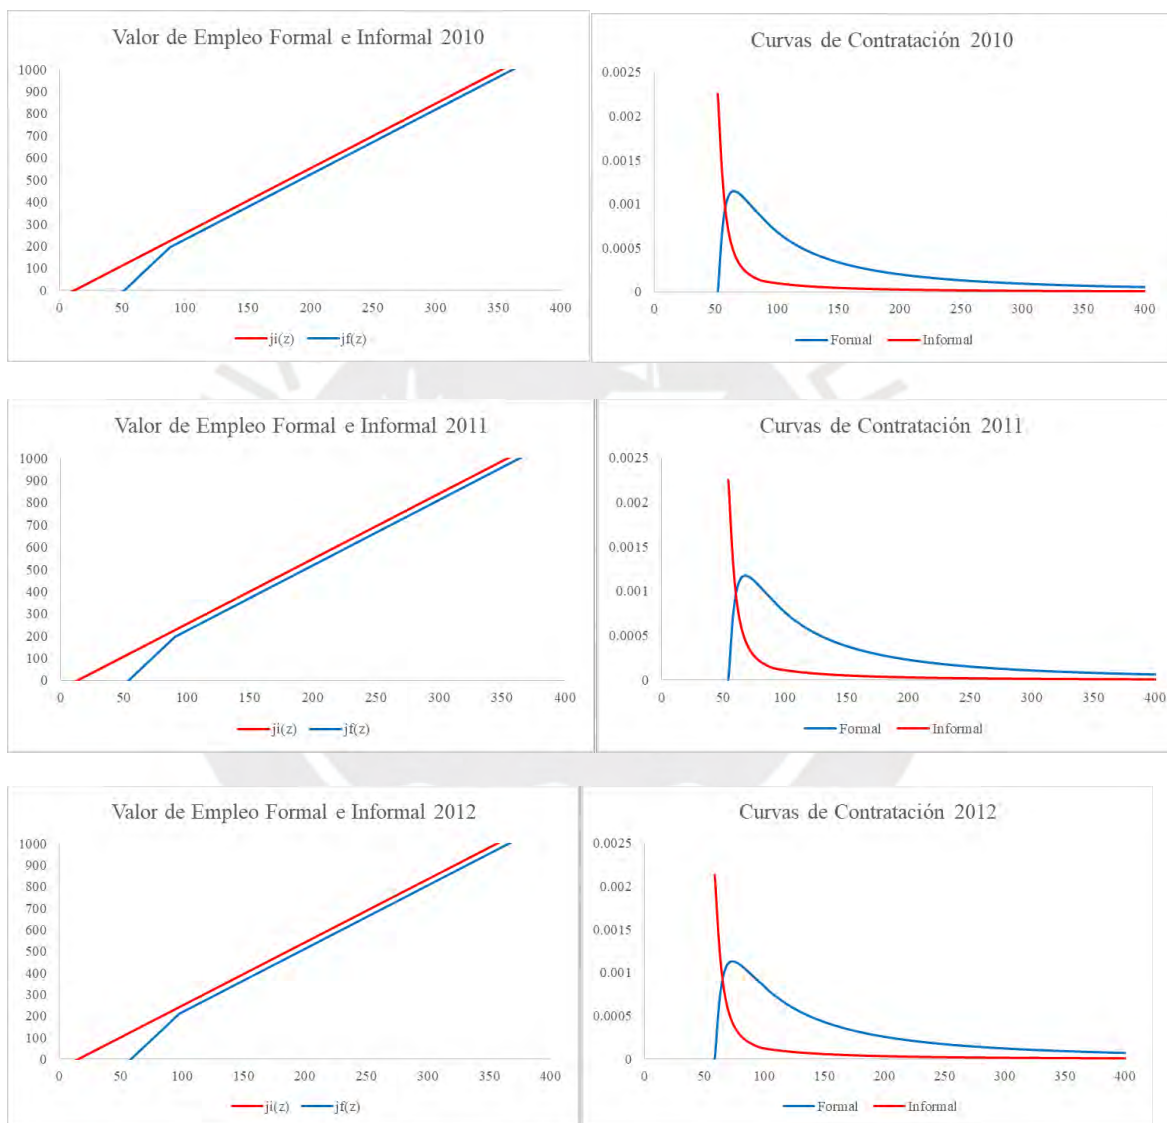 Valor de Empleo Formal e Informal 2010
1000
900
800
700
600
500
400
300
200
100
0
0 50 100 150 200 250 300 350 400
ji(z) jf(z)
Curvas de Contratación 2010
0.0025
0.002
0.0015
0.001
0.0005
0
0 50 100 150 200 250 300 350 400
Formal Informal
Valor de Empleo Formal e Informal 2011
1000
900
800
700
600
500
400
300
200
100
0
0 50 100 150 200 250 300 350 400
ji(z) jf(z)
Curvas de Contratación 2011
0.0025
0.002
0.0015
0.001
0.0005
0
0 50 100 150 200 250 300 350 400
Formal Informal
Valor de Empleo Formal e Informal 2012
1000
900
800
700
600
500
400
300
200
100
0
0 50 100 150 200 250 300 350 400
ji(z) jf(z)
Curvas de Contratación 2012
0.0025
0.002
0.0015
0.001
0.0005
0
0 50 100 150 200 250 300 350 400
Formal Informal